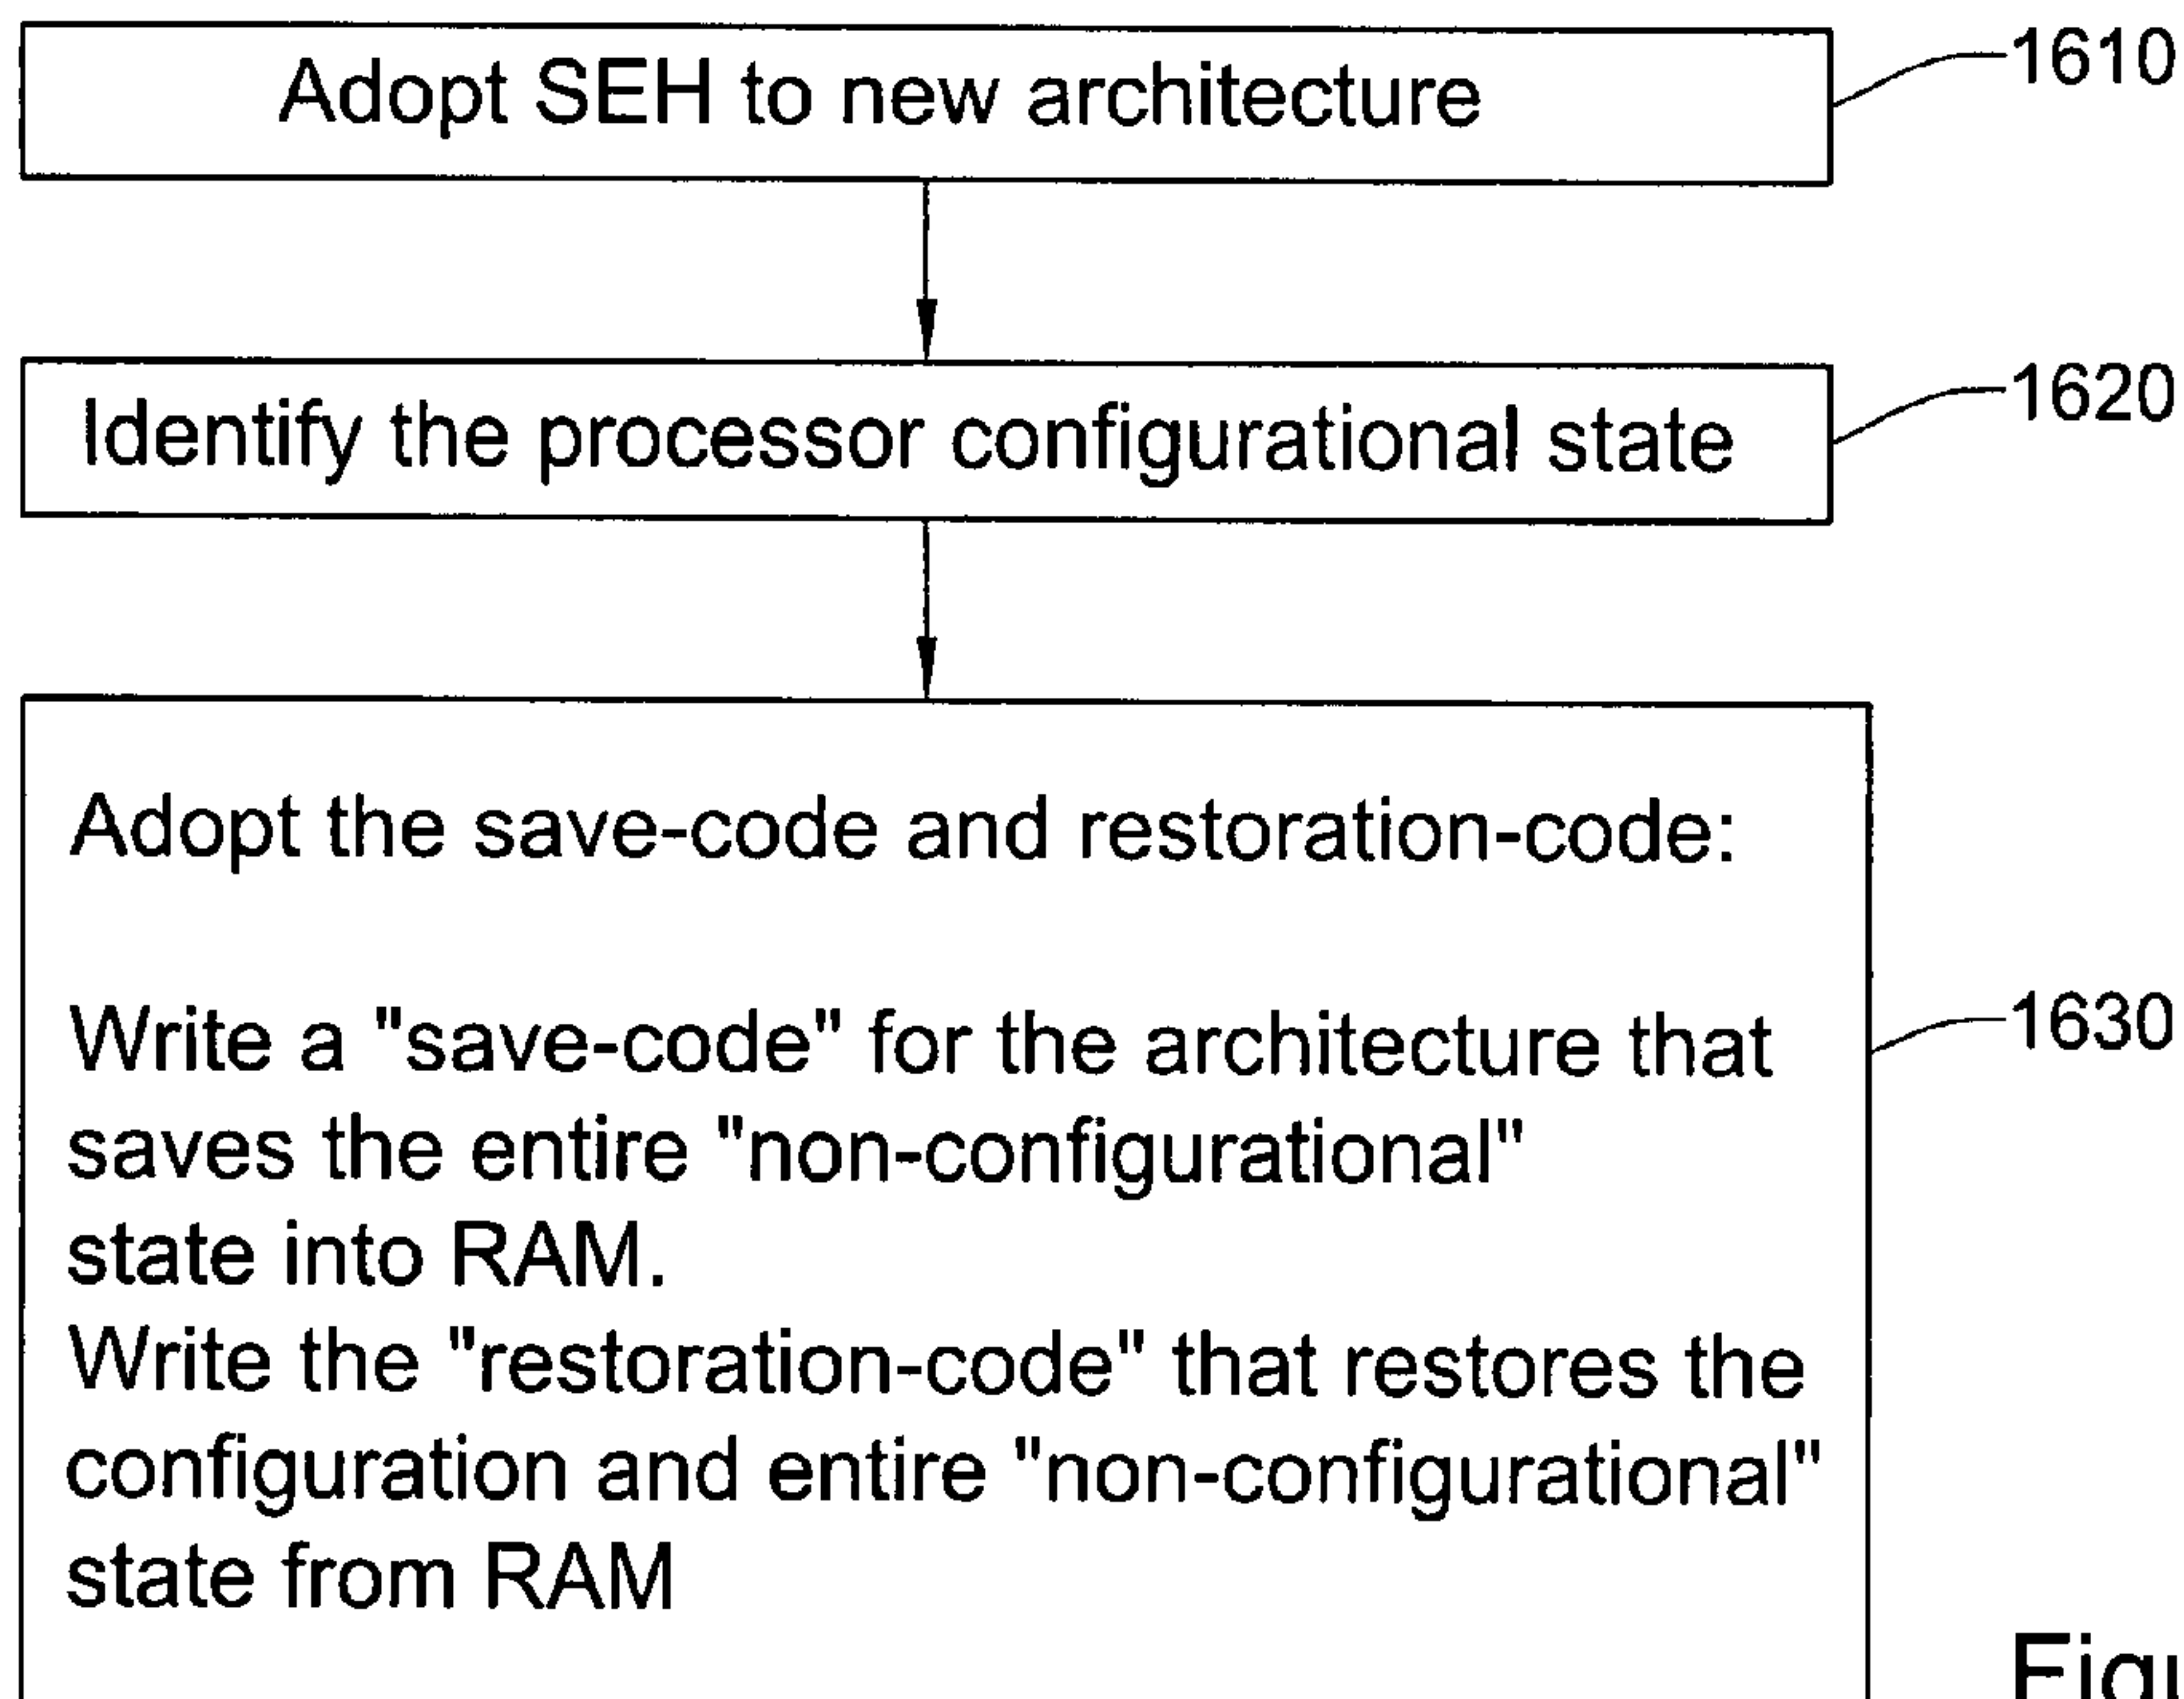 Adopt SEH to new architecture
1610
Identify the processor configurational state
1620
Adopt the save-code and restoration-code:
Write a "save-code" for the architecture that
saves the entire "non-configurational"
state into RAM.
Write the "restoration-code" that restores the
configuration and entire "non-configurational"
state from RAM
1630